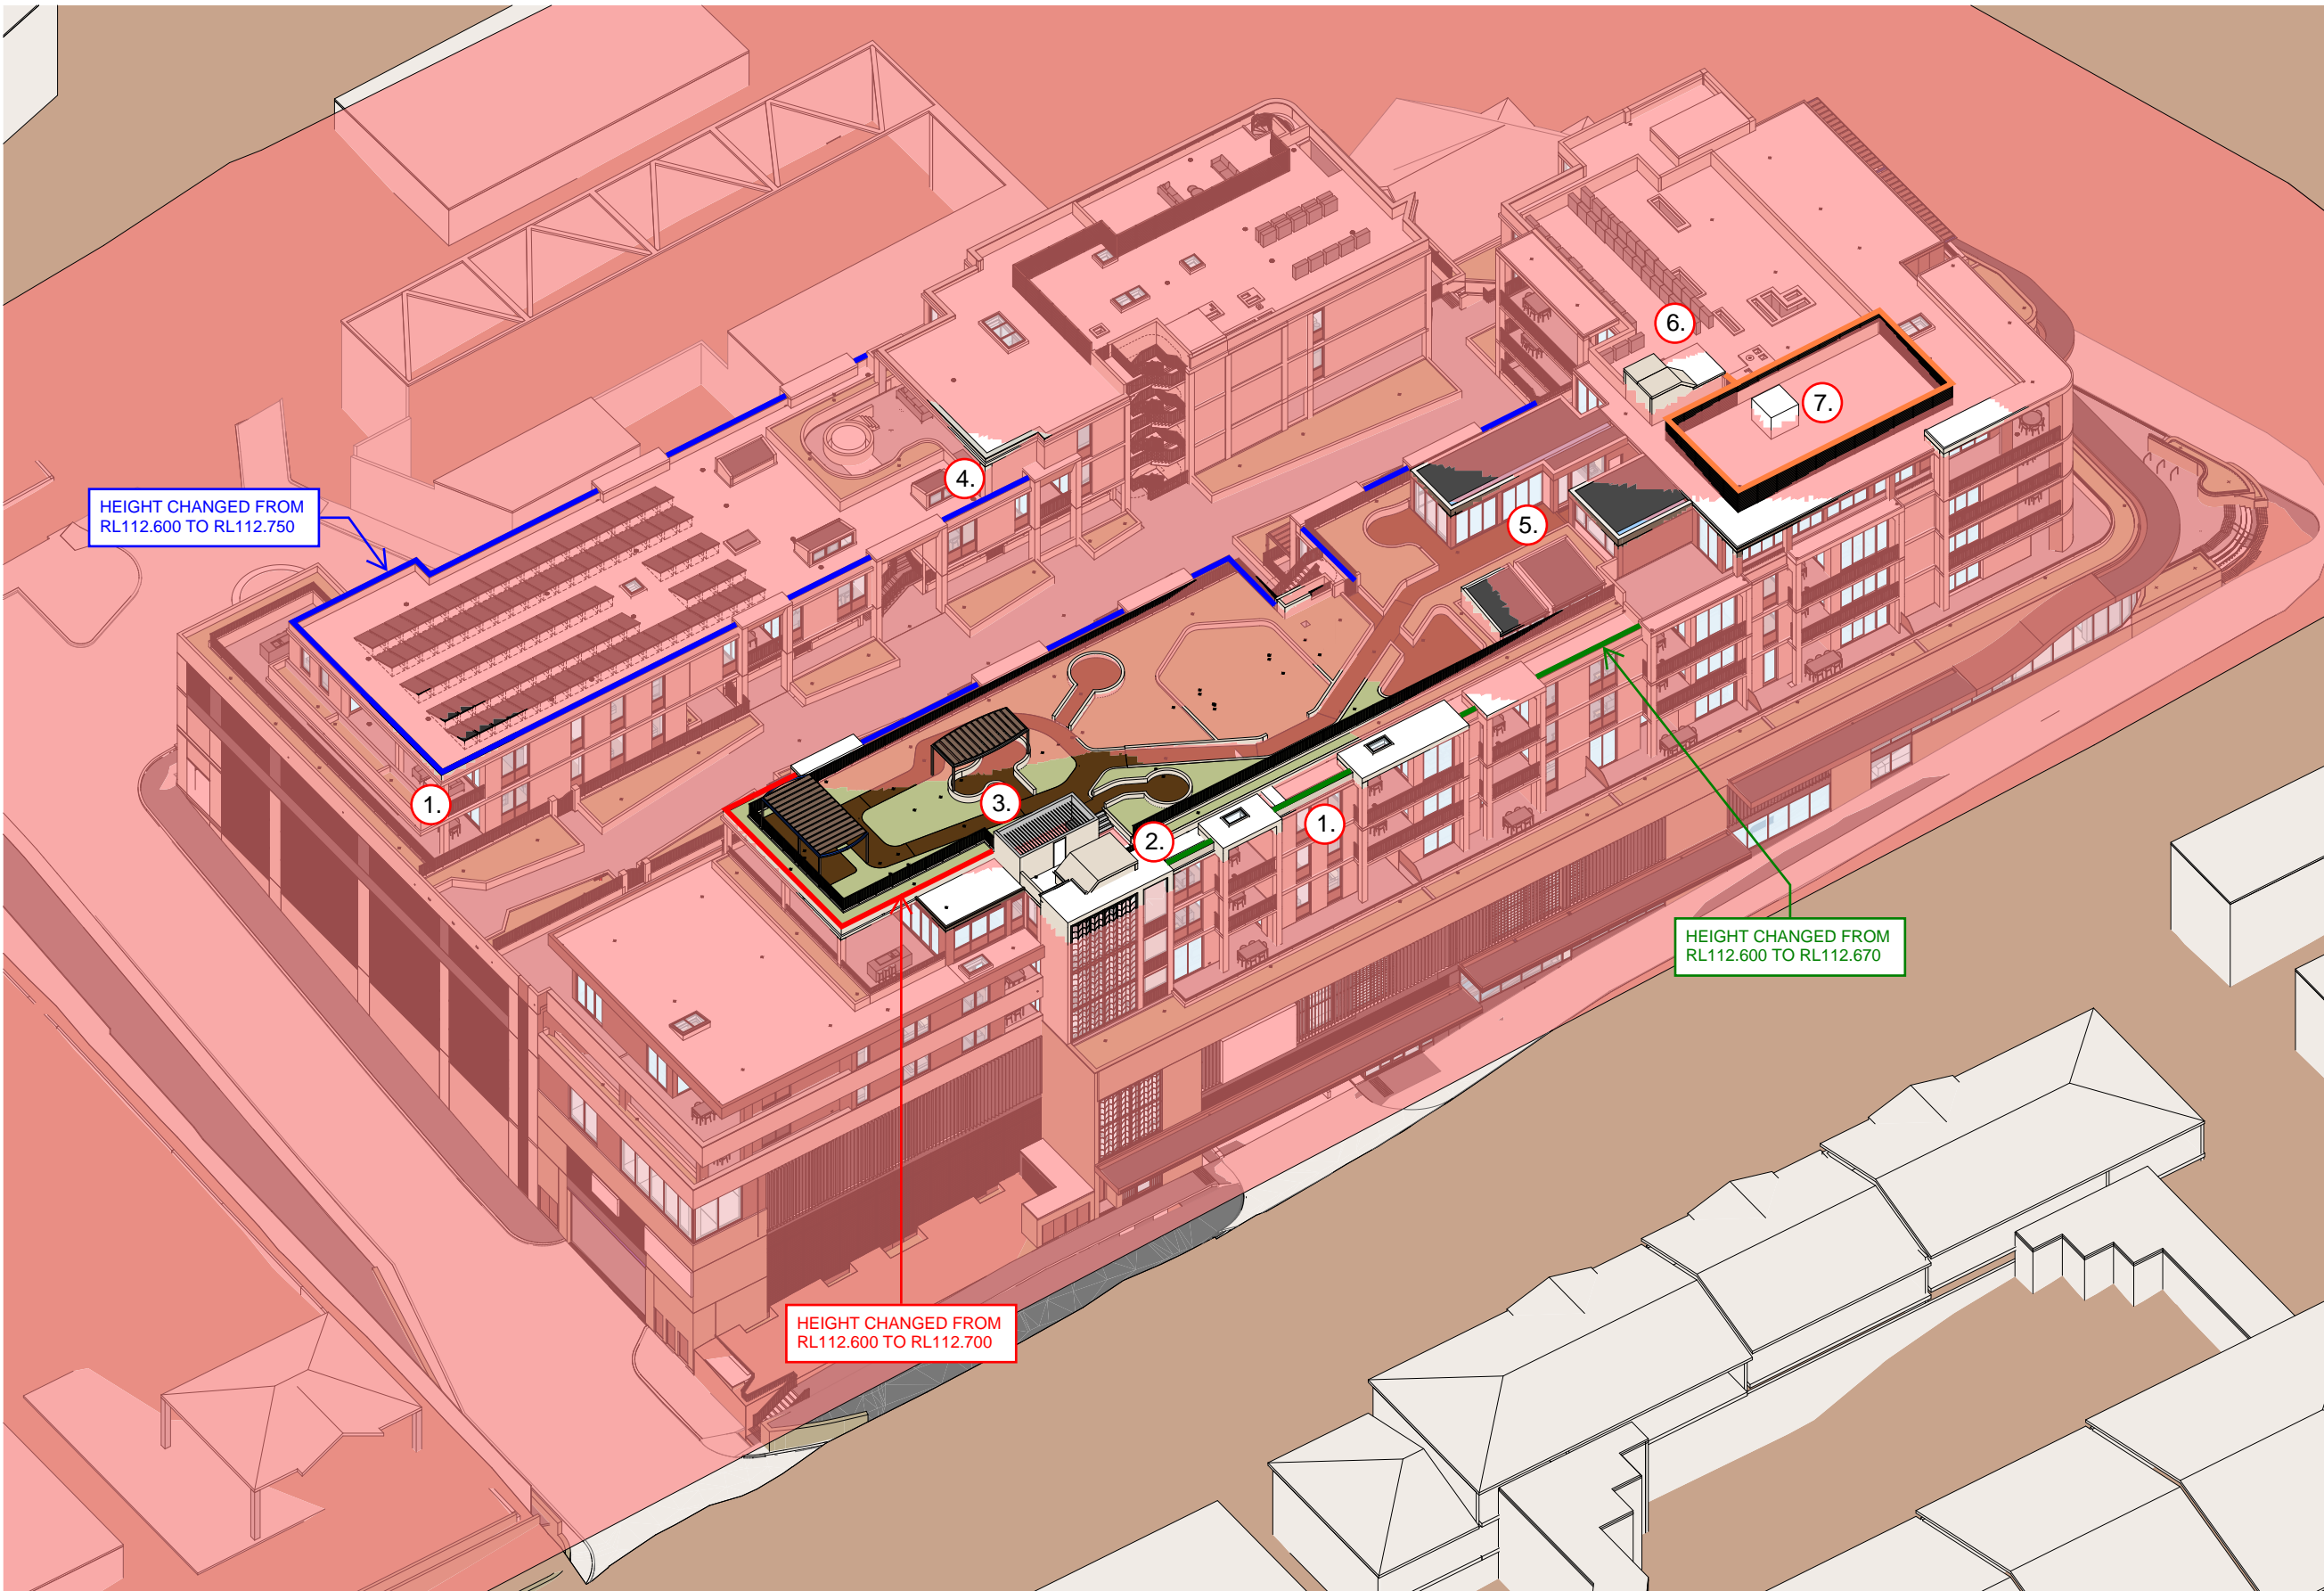 6.
7.
4.
HEIGHT CHANGED FROM
RL112.600 TO RL112.750
5.
1.
3.
1.
2.
HEIGHT CHANGED FROM
RL112.600 TO RL112.670
HEIGHT CHANGED FROM
RL112.600 TO RL112.700